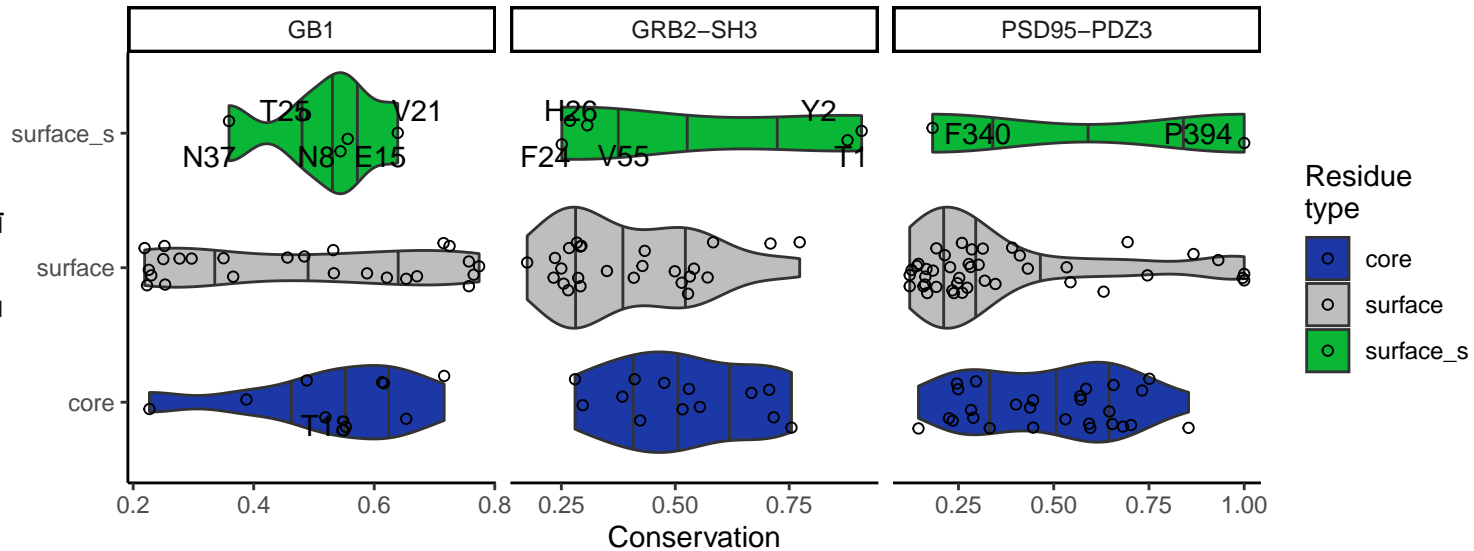 GB1
GRB2−SH3
PSD95−PDZ3
surface_s
T25
V21
N37
N8
E15
H26
Y2
F24
V55
T1
F340
P394
surface
core
T18
0.2
0.4
0.6
0.8
0.25
0.50
0.75
0.25
0.50
0.75
1.00
Conservation
Residue
type
core
surface
surface_s